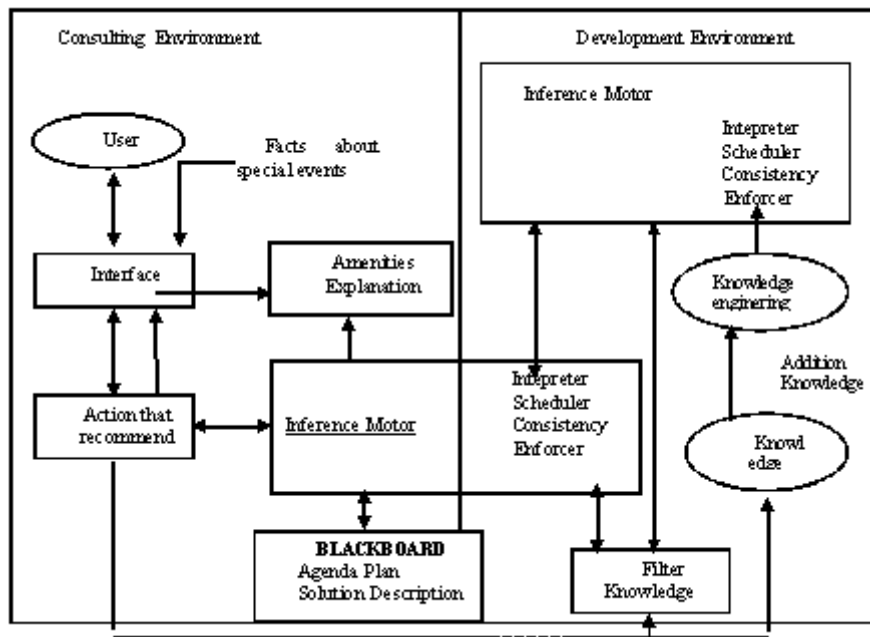 Consulting Environment
Development Environment
Inference Motor
Intepreter
Scheduler
Consistency
Enforcer
User
Facts about
special events
Interface
Amenities
Explanation
Knowledge
enginering
Addition
Knowledge
Action that
recommend
Inference Motor
Intepreter
Scheduler
Consistency
Enforcer
Knowl
edge
BLACKBOARD
Agenda Plan
Solution Description
Filter
Knowledge